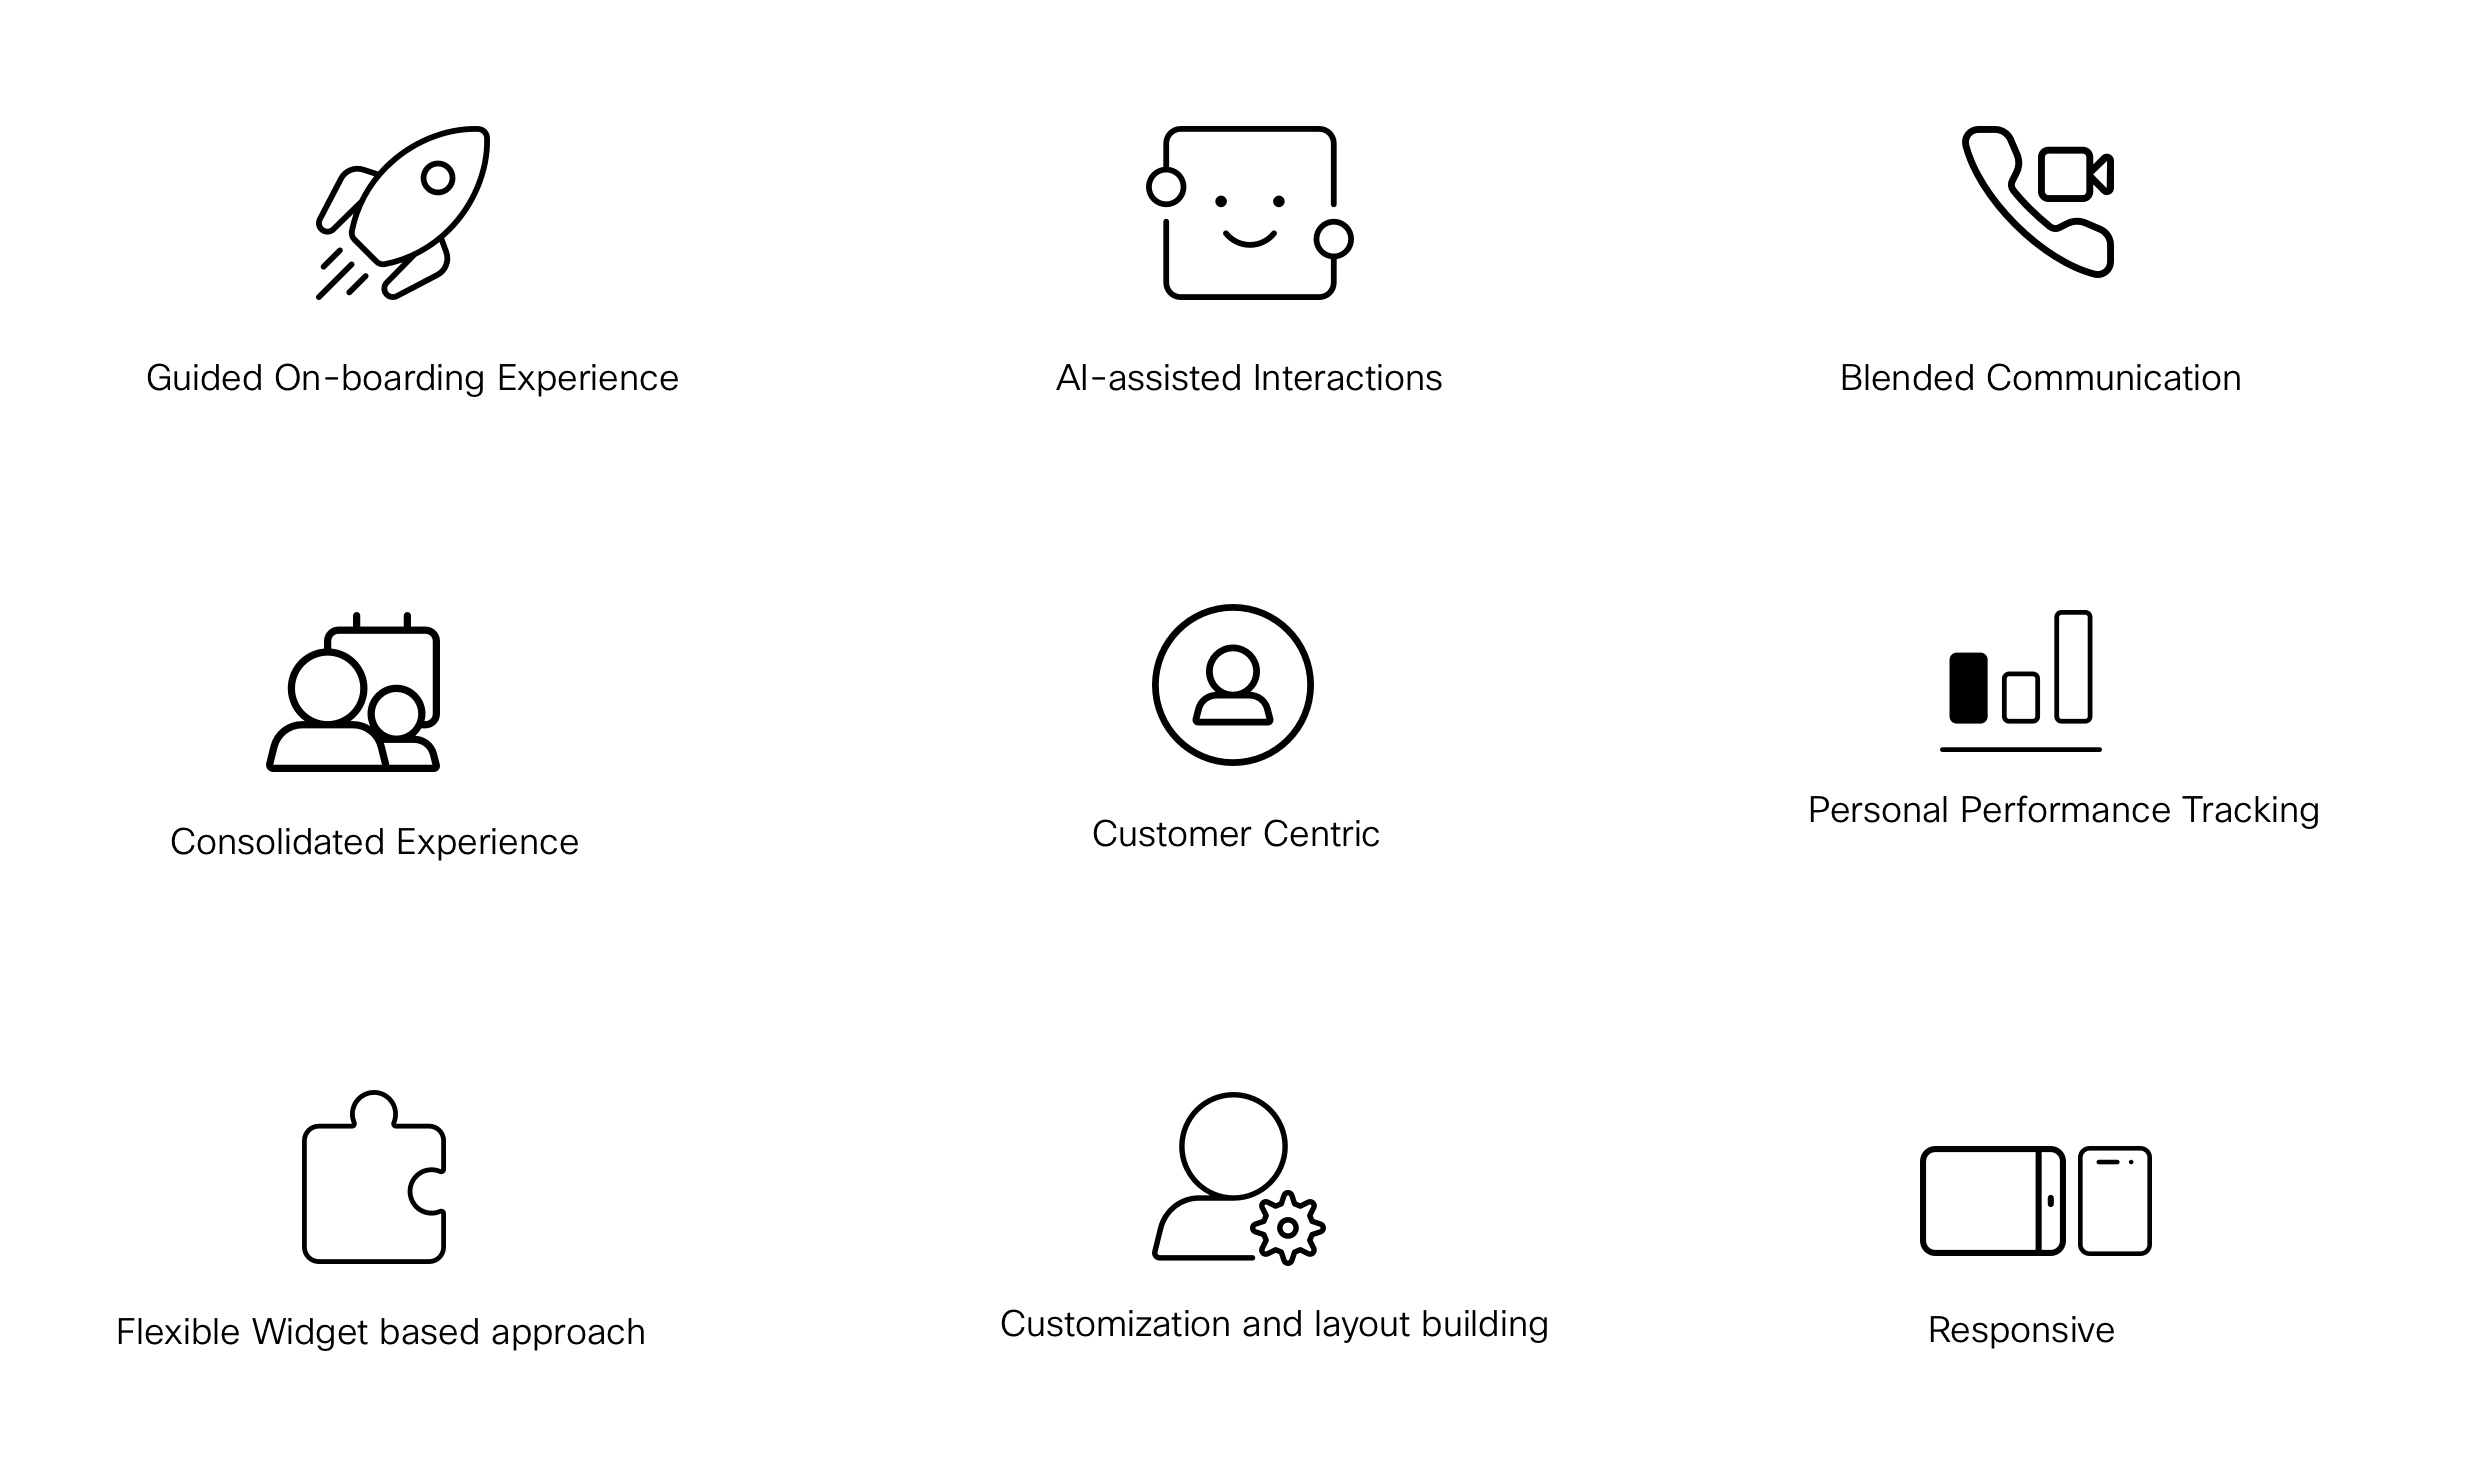 Guided On-boarding Experience
AI-assisted Interactions
Blended Communication
Consolidated Experience
Customer Centric
Personal Performance Tracking
Flexible Widget based approach
Customization and layout building
Responsive